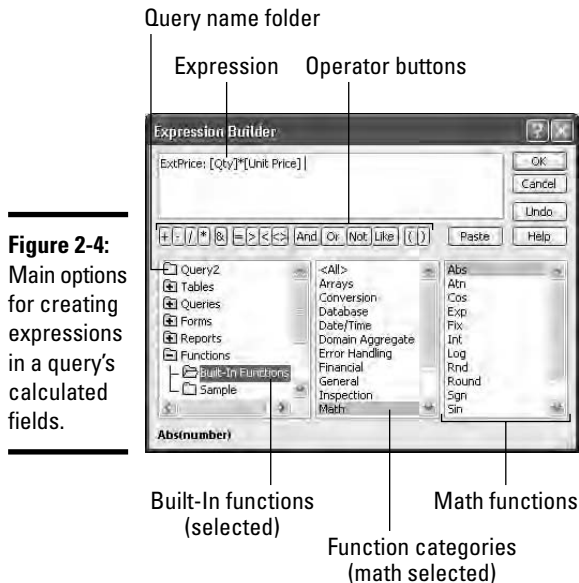 Query name folder
Expression
Operator buttons
Expression Builder
ExtPrice: [Qty]*[Unit Price]
OK
Cancel
Undo
+ - / * & = > < <> And Or Not Like ( ) Paste Help
Figure 2-4:
Main options
for creating
expressions
in a query's
calculated
fields.
Query2
Tables
Queries
Forms
Reports
Functions
Built-In Functions
Sample
<All>
Arrays
Conversion
Database
Date/Time
Domain Aggregate
Error Handling
Financial
General
Inspection
Math
Abs
Atn
Cos
Exp
Fix
Int
Log
Rnd
Round
Sgn
Sin
Abs(number)
Built-In functions
(selected)
Math functions
Function categories
(math selected)